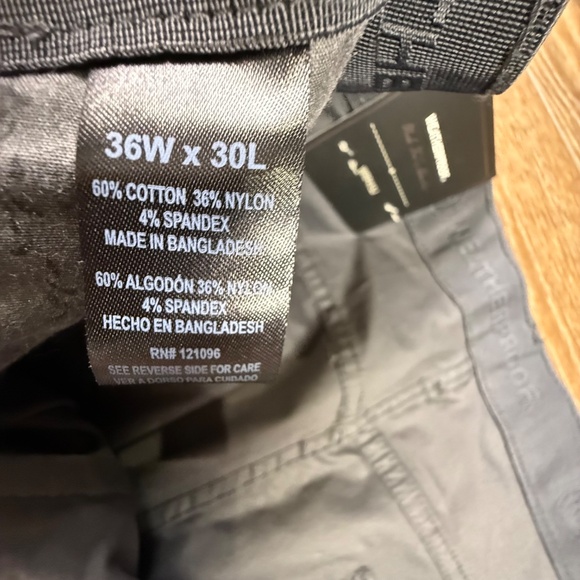 36W x 30L
60% COTTON 36% NYLON
4% SPANDEX
MADE IN BANGLADESH
60% ALGODÓN 36% NYLON
4% SPANDEX
HECHO EN BANGLADESH
RN# 121096
SEE REVERSE SIDE FOR CARE
VER A DORSO PARA CUIDADO